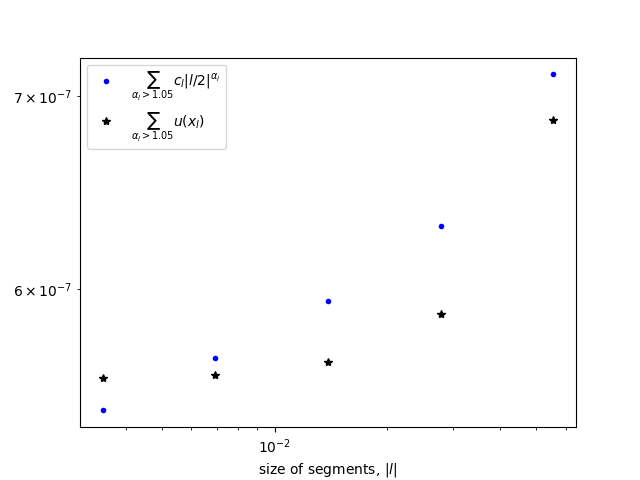 ∑_{α_l>1.05} c_l|l/2|^{α_l}
∑_{α_l>1.05} u(x_l)
7 × 10^{-7}
6 × 10^{-7}
10^{-2}
size of segments, |l|